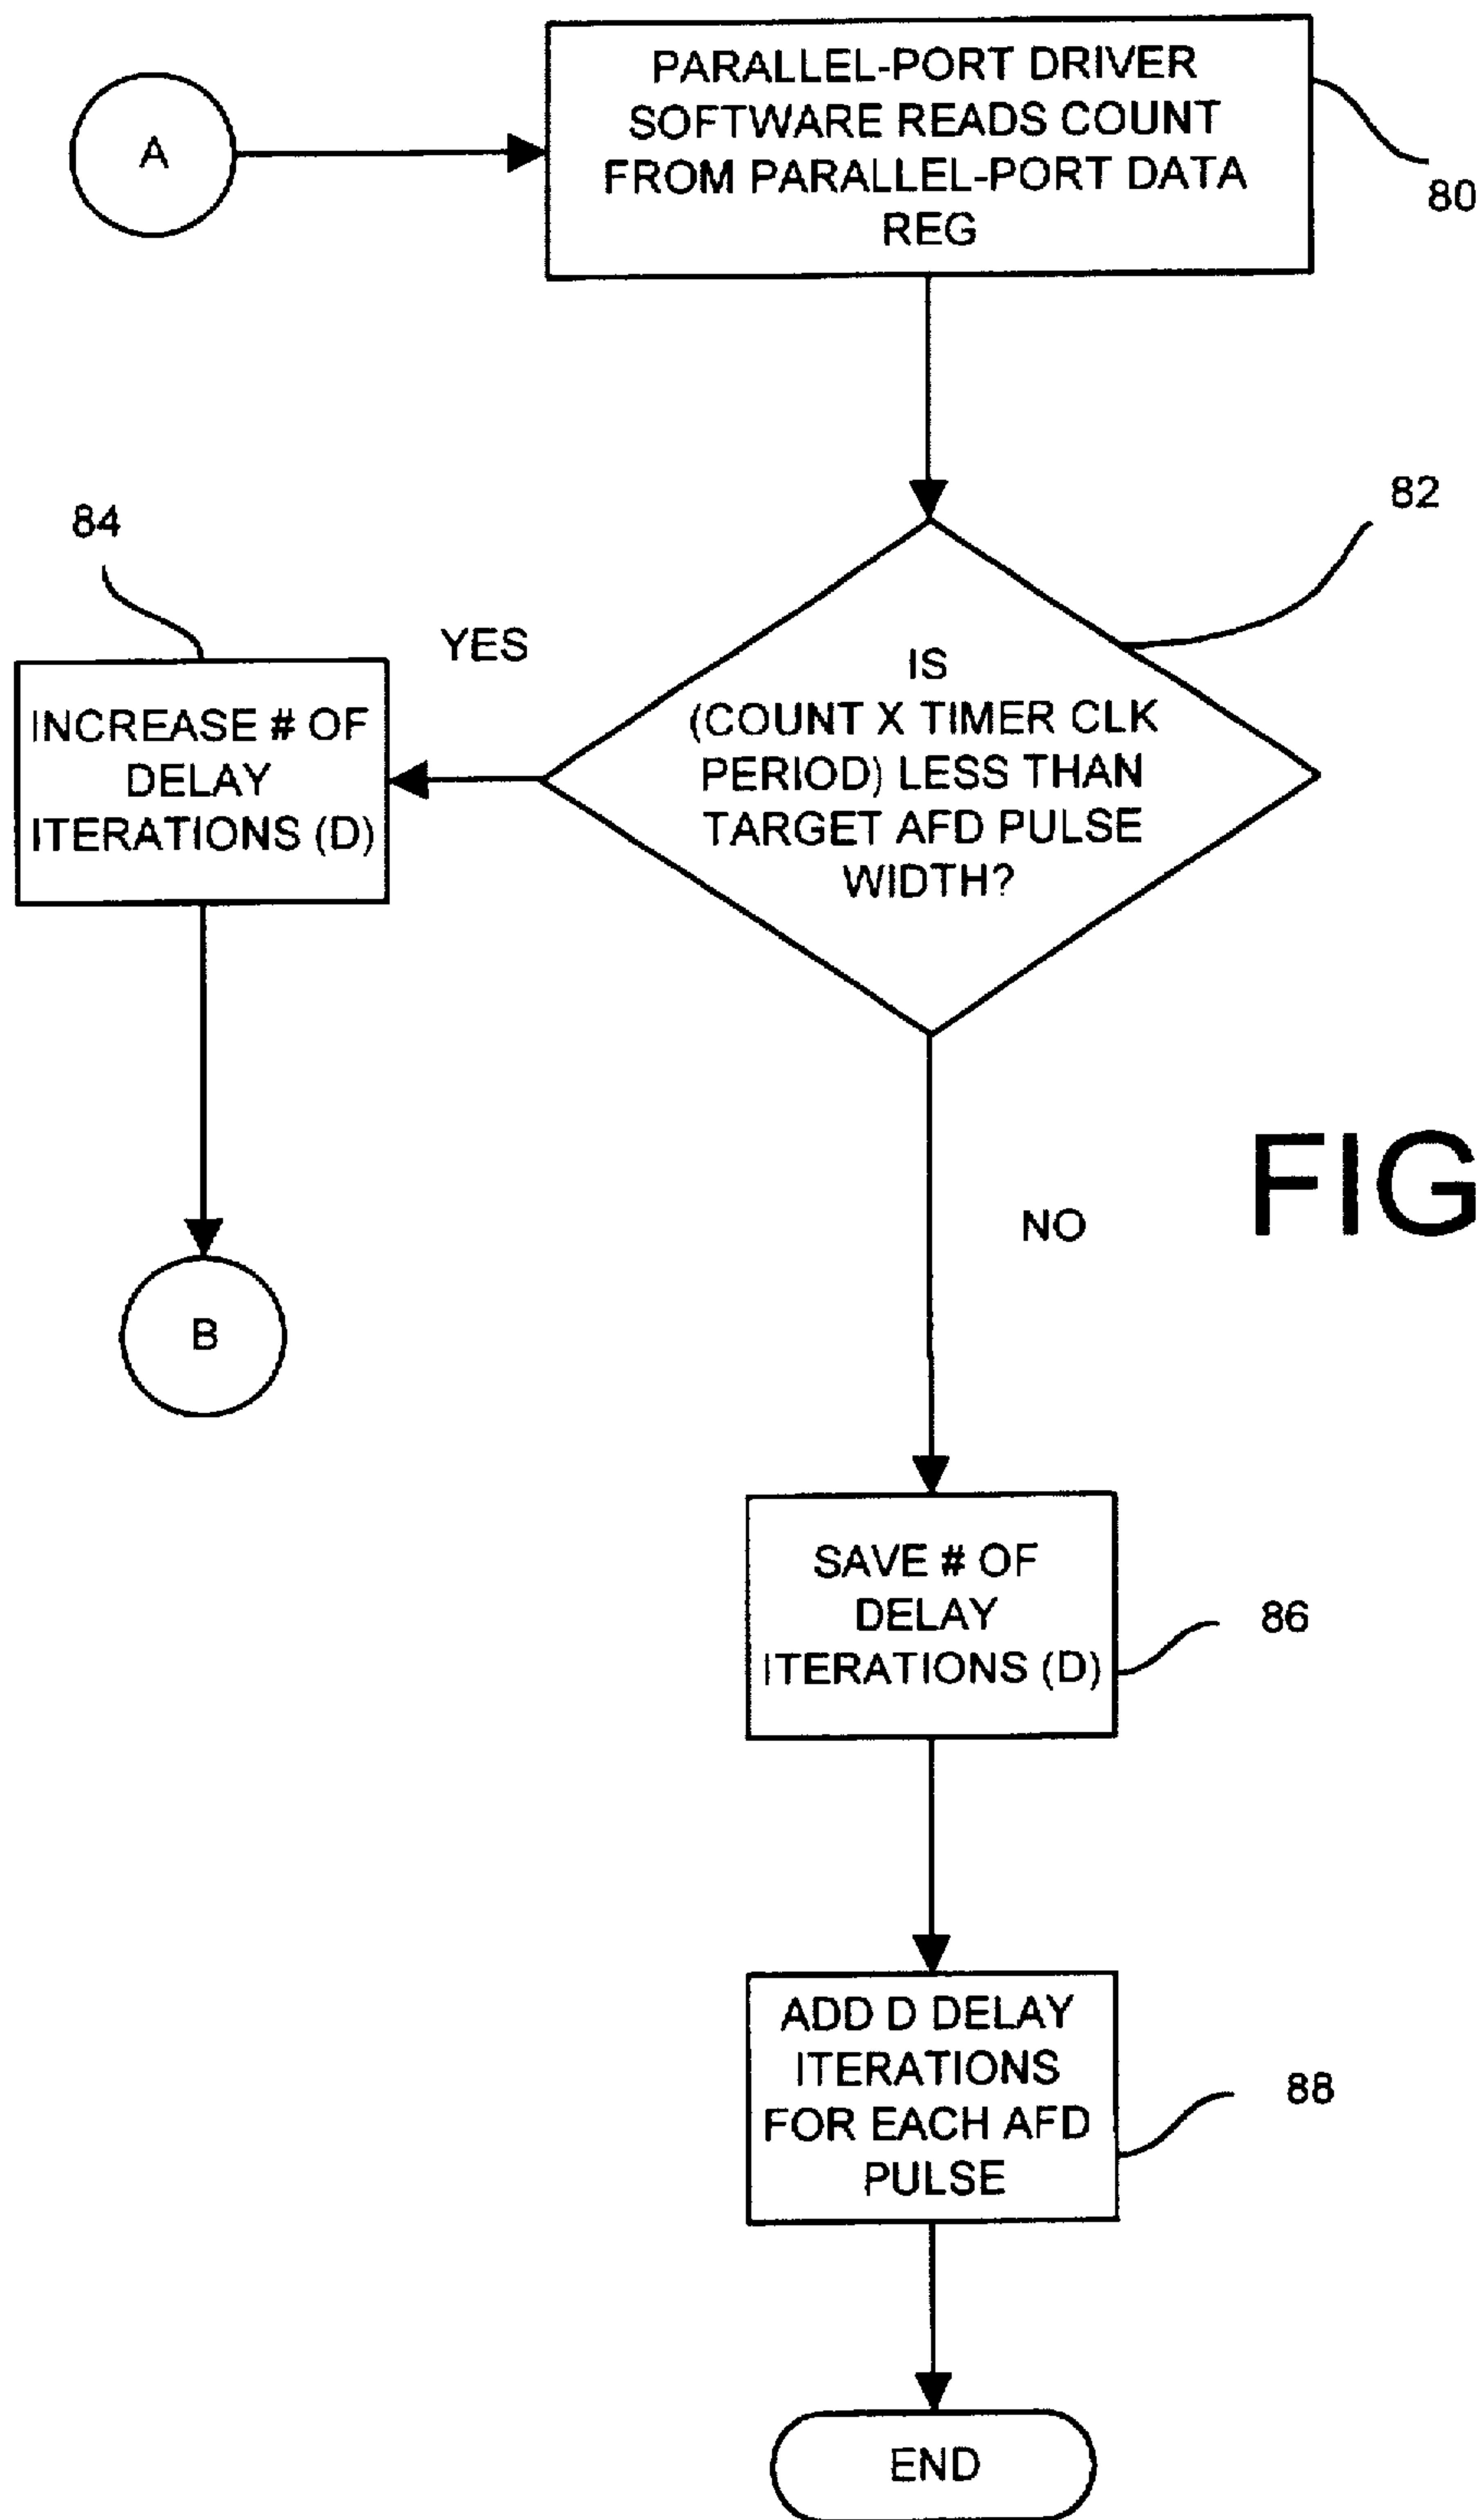 A
PARALLEL-PORT DRIVER
SOFTWARE READS COUNT
FROM PARALLEL-PORT DATA
REG
80
82
84
YES
IS
(COUNT X TIMER CLK
PERIOD) LESS THAN
TARGET AFD PULSE
WIDTH?
INCREASE # OF
DELAY
ITERATIONS (D)
NO
FIG
B
SAVE # OF
DELAY
ITERATIONS (D)
86
ADD D DELAY
ITERATIONS
FOR EACH AFD
PULSE
88
END